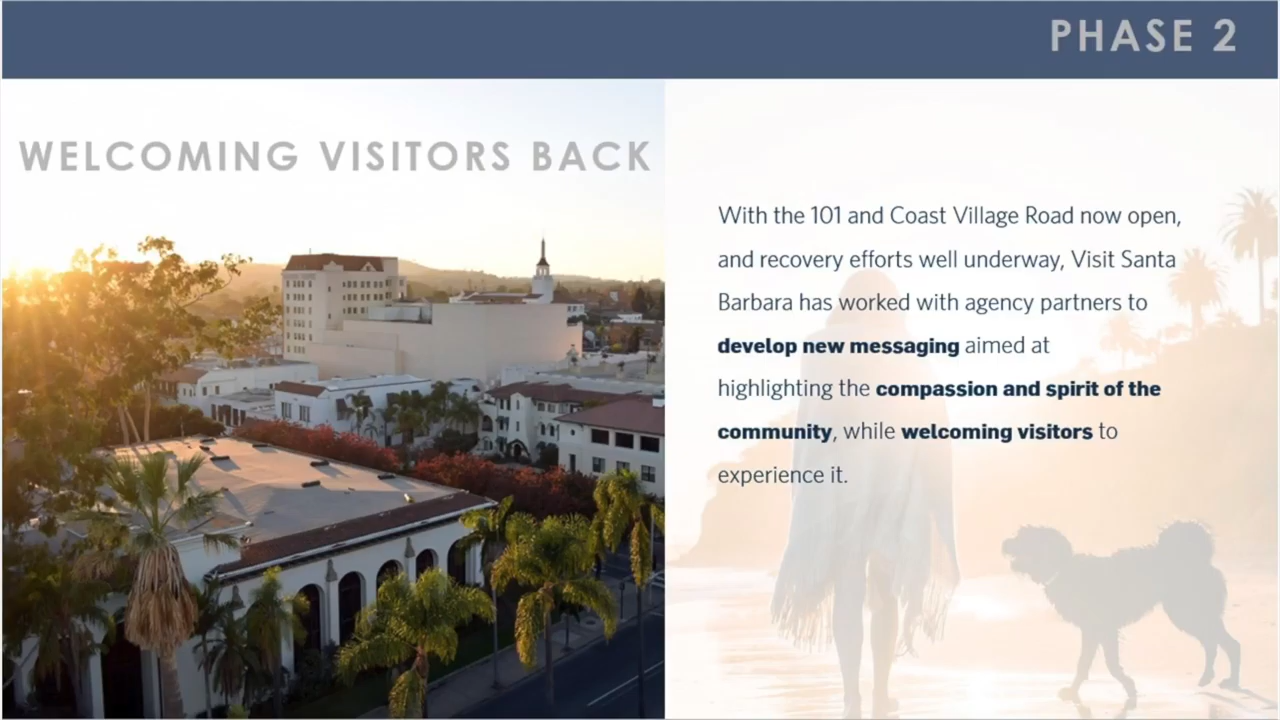 PHASE 2
WELCOMING VISITORS BACK
With the 101 and Coast Village Road now open,
and recovery efforts well underway, Visit Santa
Barbara has worked with agency partners to
develop new messaging aimed at
highlighting the compassion and spirit of the
community, while welcoming visitors to
experience it.